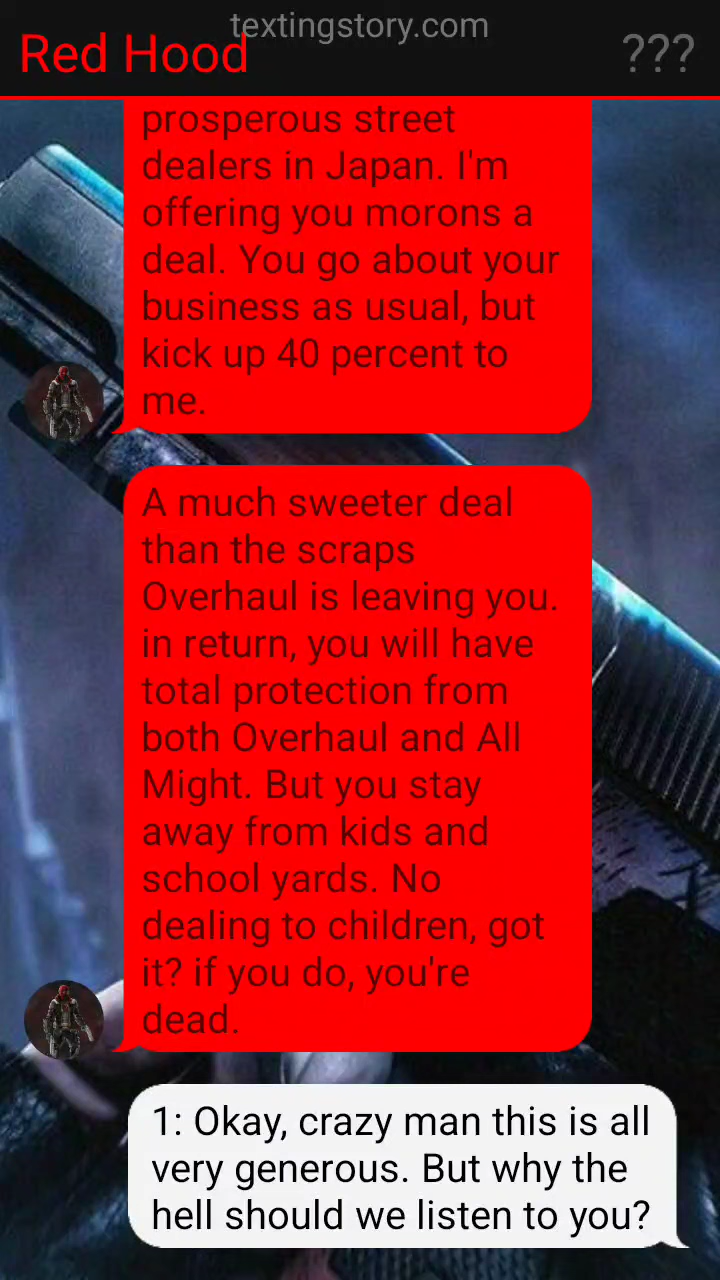 textingstory.com
Red Hood
???
prosperous street
dealers in Japan. I'm
offering you morons a
deal. You go about your
business as usual, but
kick up 40 percent to
me.
A much sweeter deal
than the scraps
Overhaul is leaving you.
in return, you will have
total protection from
both Overhaul and All
Might. But you stay
away from kids and
school yards. No
dealing to children, got
it? if you do, you're
dead.
1: Okay, crazy man this is all
very generous. But why the
hell should we listen to you?